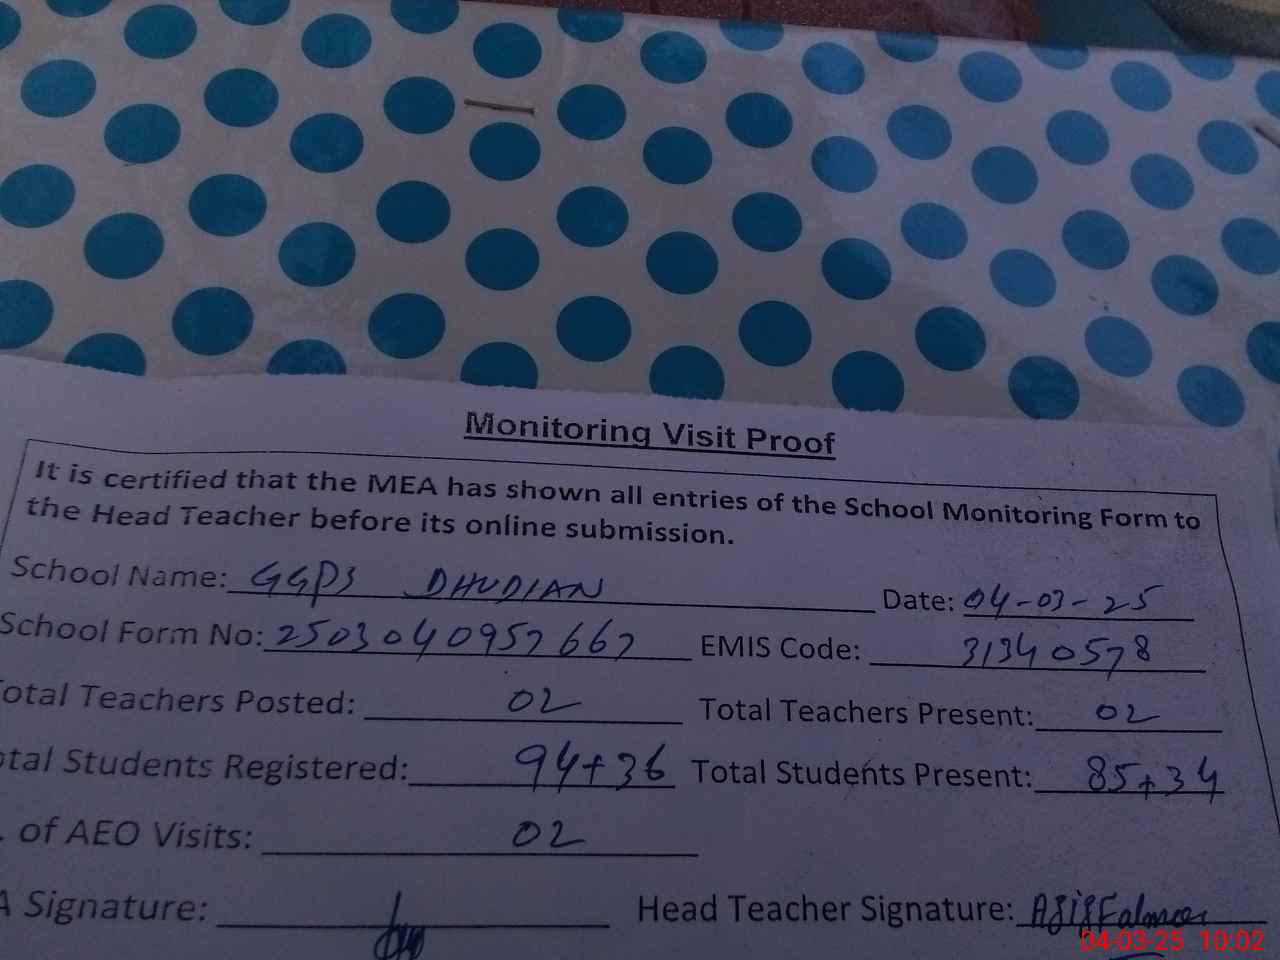 Monitoring Visit Proof
It is certified that the MEA has shown all entries of the School Monitoring Form to
the Head Teacher before its online submission.
School Name: GGPS DHUDIAN Date: 04-03-25
School Form No: 2503040957667 EMIS Code: 31340578
otal Teachers Posted: 02 Total Teachers Present: 02
otal Students Registered: 94+36 Total Students Present: 85+34
. of AEO Visits: 02
A Signature: Head Teacher Signature:
04-03-25 10:02